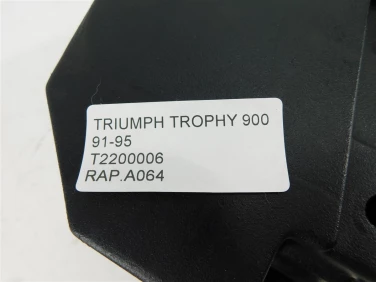 TRIUMPH TROPHY 900
91-95
T2200006
RAP.A064